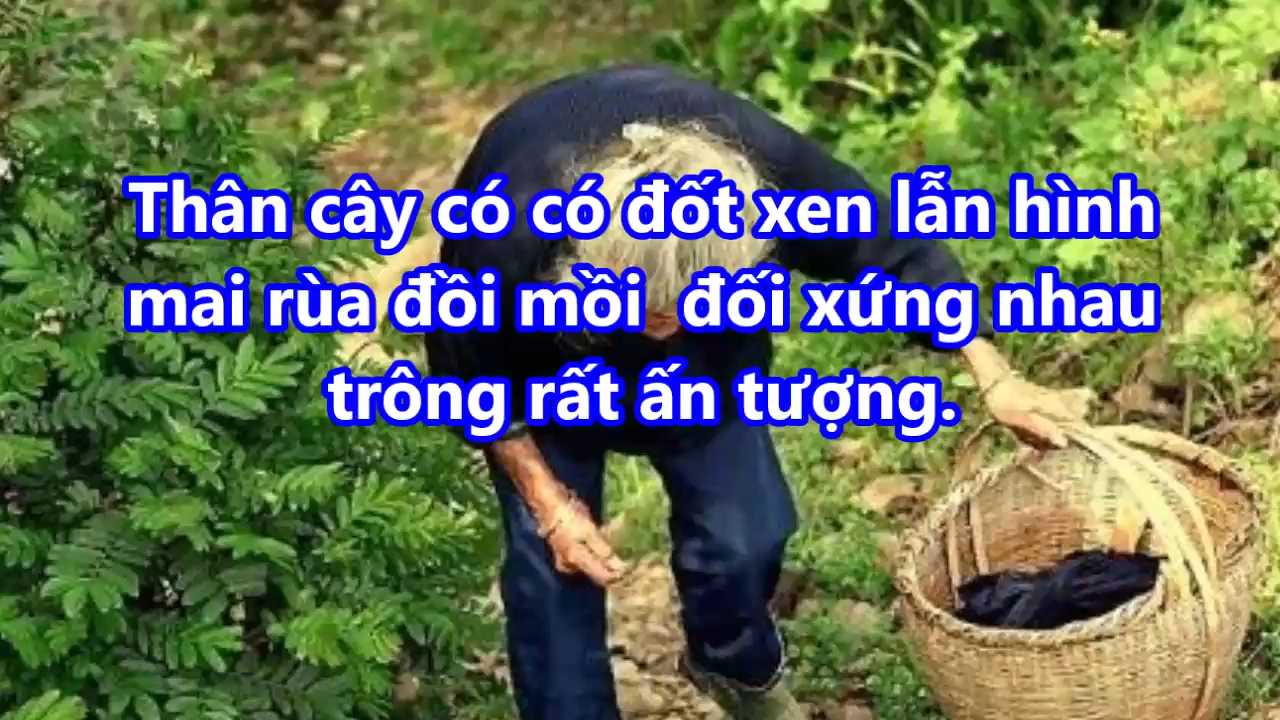 Thân cây có có đốt xen lẫn hình
mai rùa đồi mồi  đối xứng nhau
trông rất ấn tượng.